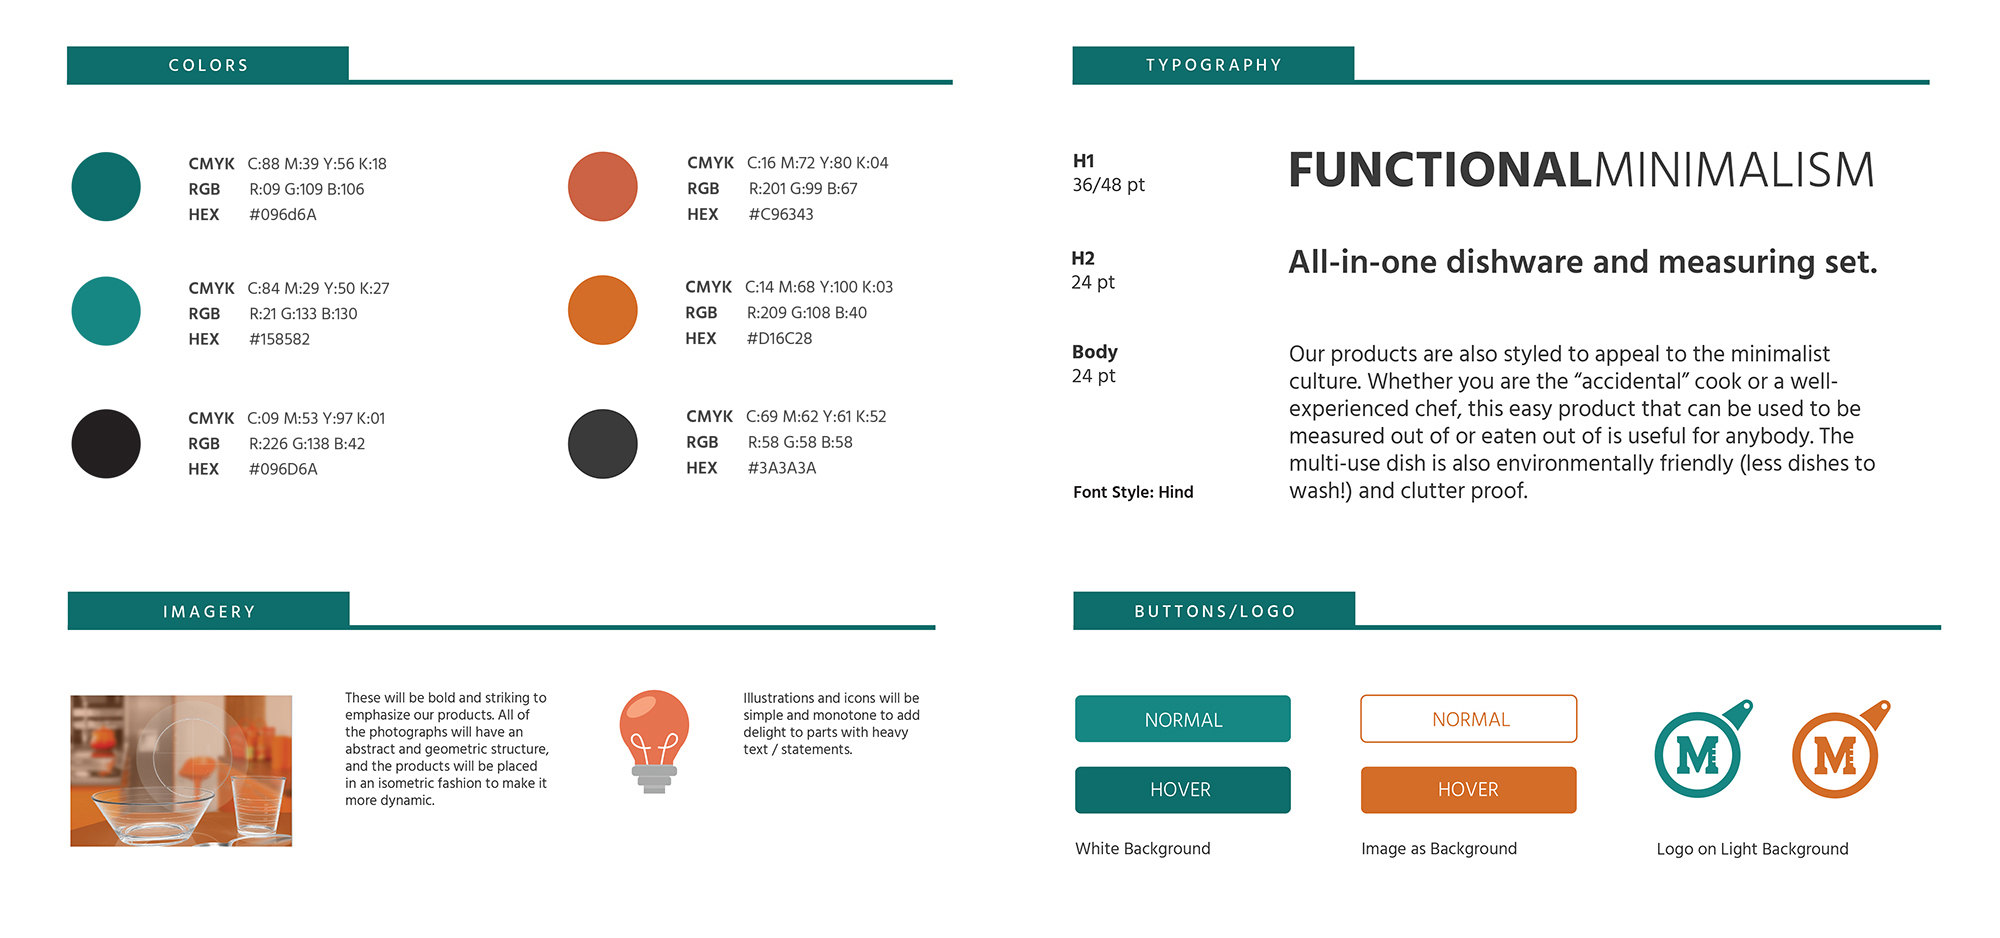 COLORS
CMYK C:88 M:39 Y:56 K:18
RGB R:09 G:109 B:106
HEX #096d6A
CMYK C:16 M:72 Y:80 K:04
RGB R:201 G:99 B:67
HEX #C96343
CMYK C:84 M:29 Y:50 K:27
RGB R:21 G:133 B:130
HEX #158582
CMYK C:14 M:68 Y:100 K:03
RGB R:209 G:108 B:40
HEX #D16C28
CMYK C:09 M:53 Y:97 K:01
RGB R:226 G:138 B:42
HEX #096D6A
CMYK C:69 M:62 Y:61 K:52
RGB R:58 G:58 B:58
HEX #3A3A3A
TYPOGRAPHY
H1
36/48 pt
FUNCTIONALMINIMALISM
H2
24 pt
All-in-one dishware and measuring set.
Body
24 pt
Font Style: Hind
Our products are also styled to appeal to the minimalist
culture. Whether you are the “accidental” cook or a well-
experienced chef, this easy product that can be used to be
measured out of or eaten out of is useful for anybody. The
multi-use dish is also environmentally friendly (less dishes to
wash!) and clutter proof.
IMAGERY
These will be bold and striking to
emphasize our products. All of
the photographs will have an
abstract and geometric structure,
and the products will be placed
in an isometric fashion to make it
more dynamic.
Illustrations and icons will be
simple and monotone to add
delight to parts with heavy
text / statements.
BUTTONS/LOGO
NORMAL
HOVER
White Background
NORMAL
HOVER
Image as Background
M
M
Logo on Light Background